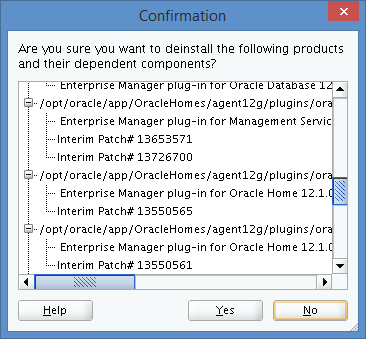 Confirmation
Are you sure you want to deinstall the following products
and their dependent components?
Enterprise Manager plug-in for Oracle Database 12
/opt/oracle/app/OracleHomes/agent12g/plugins/ora
Enterprise Manager plug-in for Management Servic
Interim Patch# 13653571
Interim Patch# 13726700
/opt/oracle/app/OracleHomes/agent12g/plugins/ora
Enterprise Manager plug-in for Oracle Home 12.1.0
Interim Patch# 13550565
/opt/oracle/app/OracleHomes/agent12g/plugins/ora
Enterprise Manager plug-in for Oracle Home 12.1.0
Interim Patch# 13550561
Help Yes No